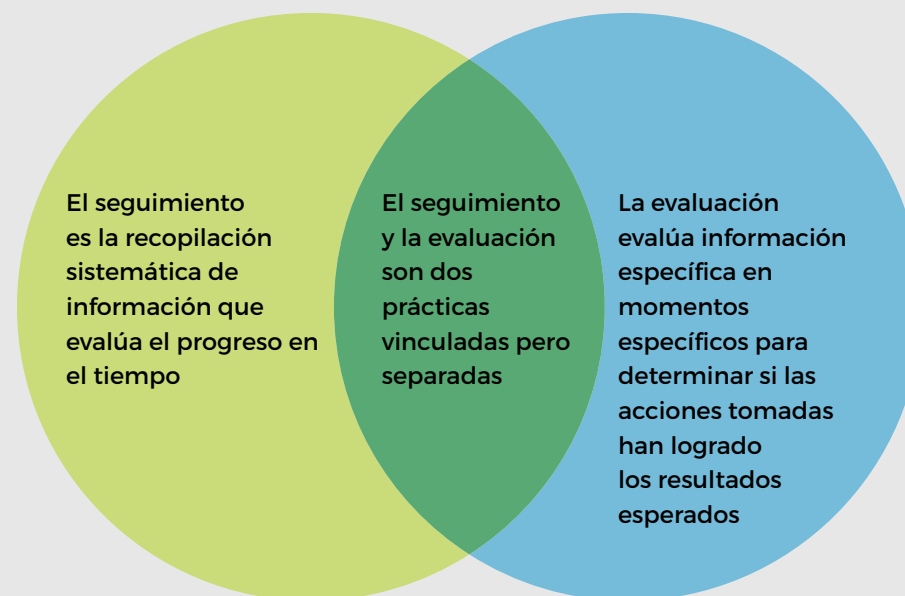 El seguimiento
es la recopilación
sistemática de
información que
evalúa el progreso en
el tiempo
El seguimiento
y la evaluación
son dos
prácticas
vinculadas pero
separadas
La evaluación
evalúa información
específica en
momentos
específicos para
determinar si las
acciones tomadas
han logrado
los resultados
esperados